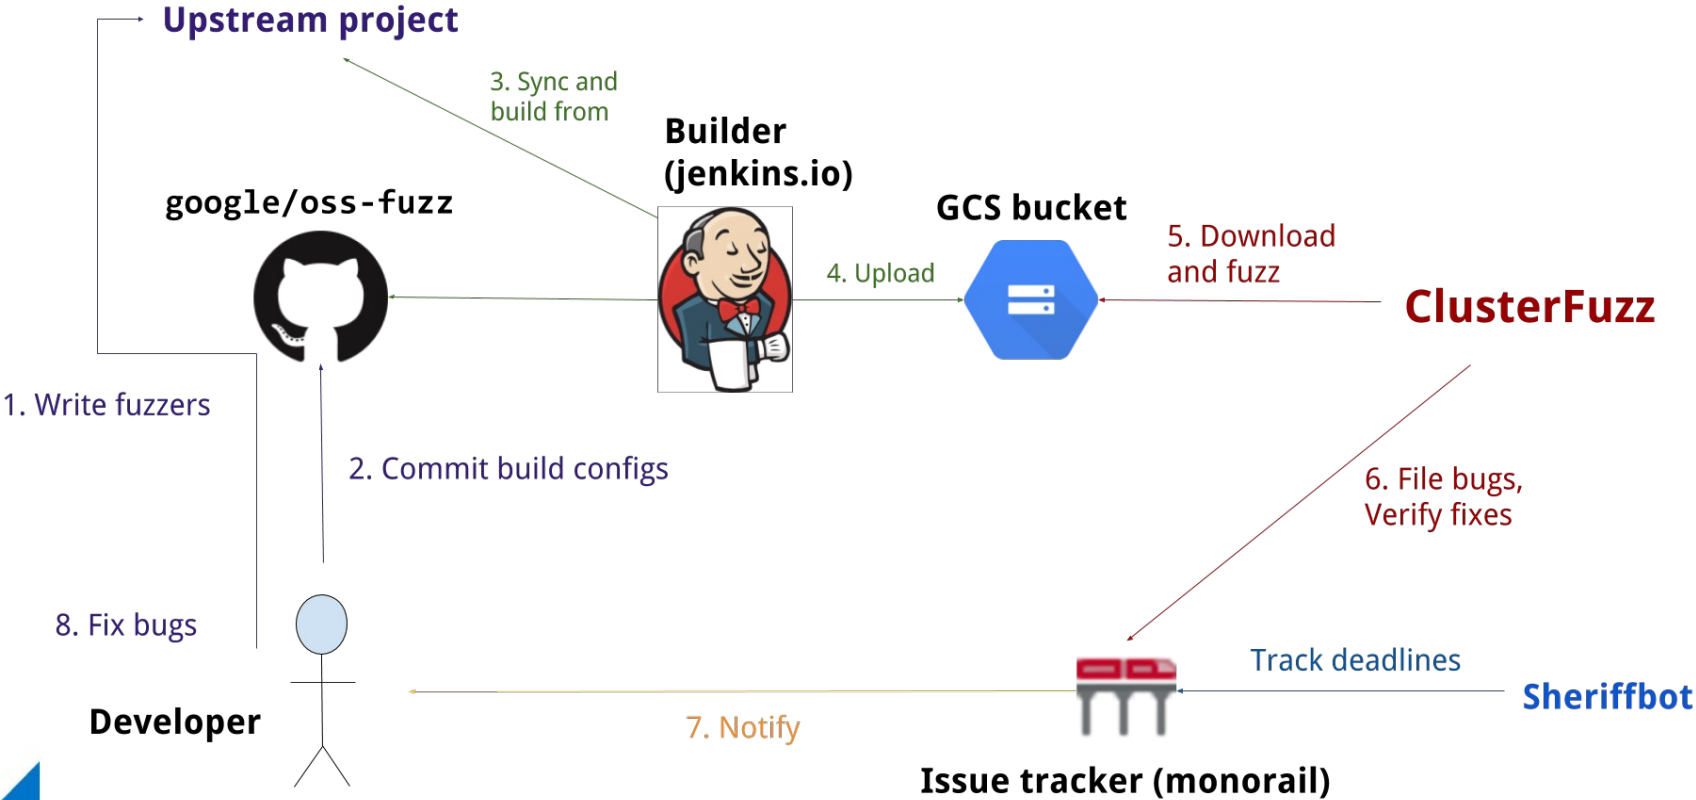 Upstream project
3. Sync and
build from
Builder
(jenkins.io)
google/oss-fuzz
GCS bucket
5. Download
and fuzz
4. Upload
ClusterFuzz
1. Write fuzzers
2. Commit build configs
6. File bugs,
Verify fixes
8. Fix bugs
Track deadlines
Sheriffbot
Developer
7. Notify
Issue tracker (monorail)